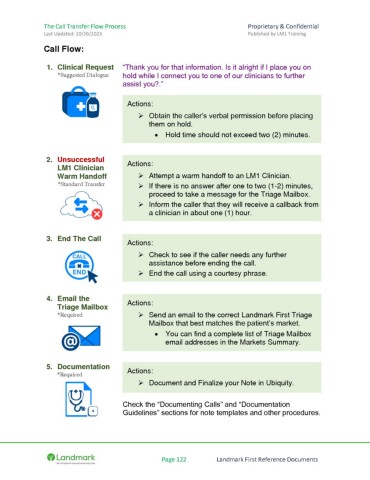 The Call Transfer Flow Process Proprietary & Confidential
Last Updated: 10/26/2023 Published by LM1 Training
Call Flow:
1. Clinical Request
*Suggested Dialogue
“Thank you for that information. Is it alright if I place you on
hold while I connect you to one of our clinicians to further
assist you?.”
Actions:
➢ Obtain the caller’s verbal permission before placing
them on hold.
• Hold time should not exceed two (2) minutes.
2. Unsuccessful
LM1 Clinician
Warm Handoff
*Standard Transfer
Actions:
➢ Attempt a warm handoff to an LM1 Clinician.
➢ If there is no answer after one to two (1-2) minutes,
proceed to take a message for the Triage Mailbox.
➢ Inform the caller that they will receive a callback from
a clinician in about one (1) hour.
3. End The Call
CALL
END
Actions:
➢ Check to see if the caller needs any further
assistance before ending the call.
➢ End the call using a courtesy phrase.
4. Email the
Triage Mailbox
*Required
@
Actions:
➢ Send an email to the correct Landmark First Triage
Mailbox that best matches the patient’s market.
• You can find a complete list of Triage Mailbox
email addresses in the Markets Summary.
5. Documentation
*Required
Actions:
➢ Document and Finalize your Note in Ubiquity.
Check the “Documenting Calls” and “Documentation
Guidelines” sections for note templates and other procedures.
Landmark
Page 122 Landmark First Reference Documents